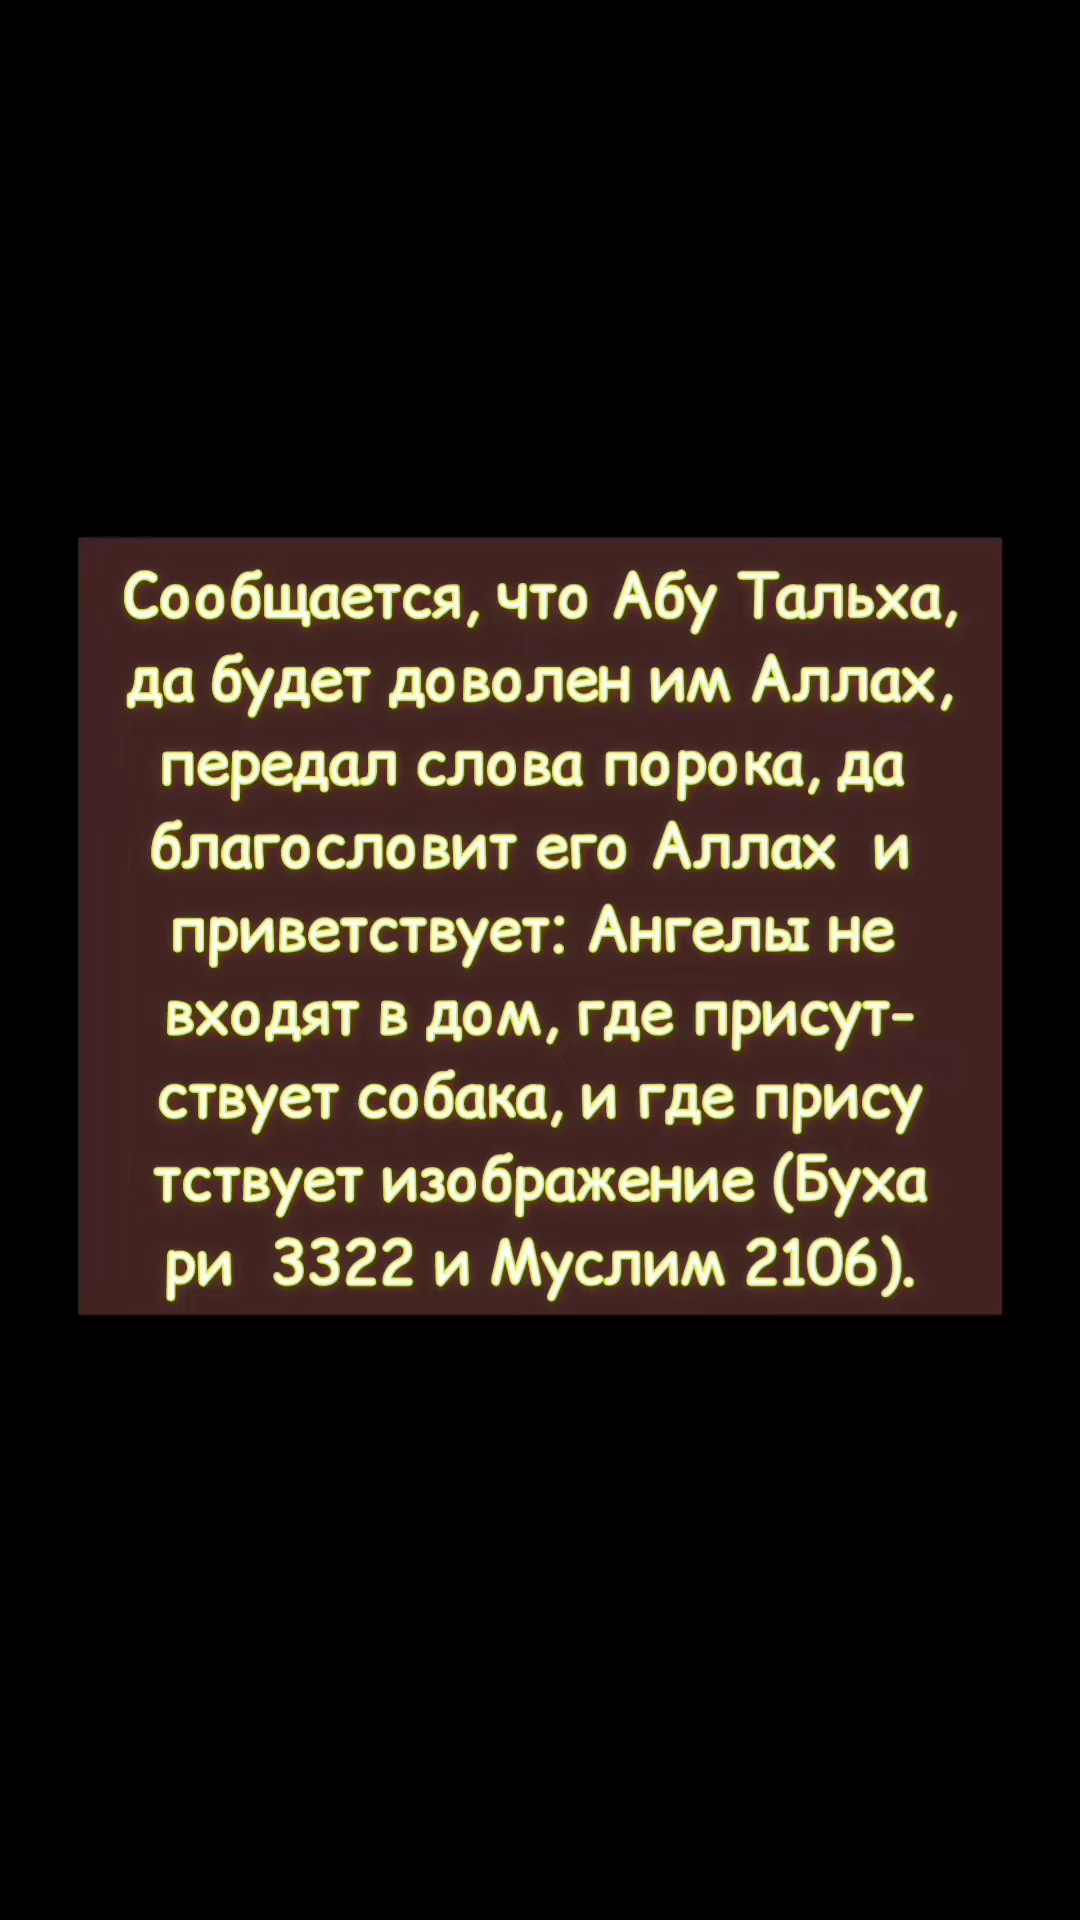 Сообщается, что Абу Тальха,
да будет доволен им Аллах,
передал слова порока, да
благословит его Аллах и
приветствует: Ангелы не
входят в дом, где присут-
ствует собака, и где прису
тствует изображение (Буха
ри 3322 и Муслим 2106).